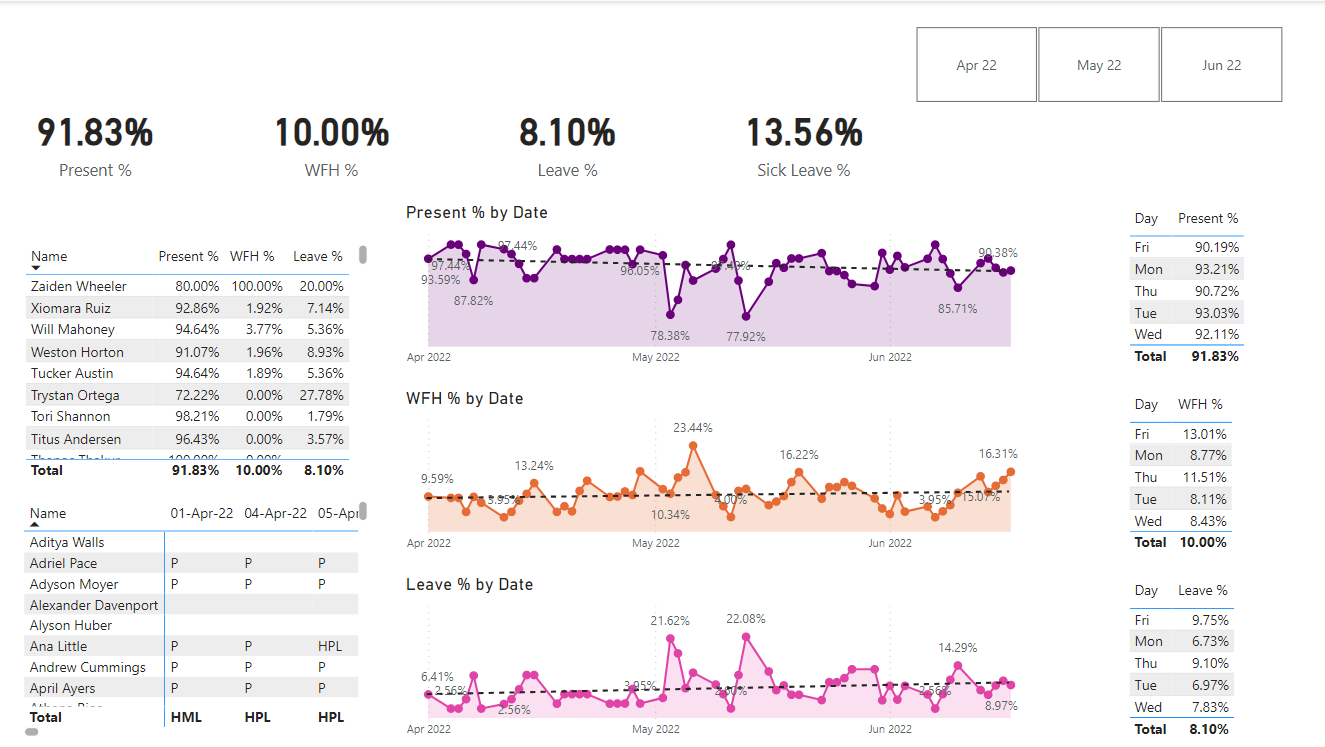 Apr 22 May 22 Jun 22
91.83% 10.00% 8.10% 13.56%
Present % WFH % Leave % Sick Leave %
Name Present % WFH % Leave %
Zaiden Wheeler 80.00% 100.00% 20.00%
Xiomara Ruiz 92.86% 1.92% 7.14%
Will Mahoney 94.64% 3.77% 5.36%
Weston Horton 91.07% 1.96% 8.93%
Tucker Austin 94.64% 1.89% 5.36%
Trystan Ortega 72.22% 0.00% 27.78%
Tori Shannon 98.21% 0.00% 1.79%
Titus Andersen 96.43% 0.00% 3.57%
Total 91.83% 10.00% 8.10%
Name 01-Apr-22 04-Apr-22 05-Apr
Aditya Walls
Adriel Pace P P P
Adyson Moyer P P P
Alexander Davenport
Alyson Huber
Ana Little P P HPL
Andrew Cummings P P P
April Ayers P P P
Total HML HPL HPL
Present % by Date
97.44%
97.44%
93.59%
87.82%
96.05%
78.38%
77.92%
90.38%
85.71%
Apr 2022 May 2022 Jun 2022
WFH % by Date
9.59%
3.95%
13.24%
10.34%
23.44%
4.00%
16.22%
3.95%
15.07%
16.31%
Apr 2022 May 2022 Jun 2022
Leave % by Date
6.41%
2.56%
2.56%
3.95%
21.62%
22.08%
2.56%
14.29%
8.97%
Apr 2022 May 2022 Jun 2022
Day Present %
Fri 90.19%
Mon 93.21%
Thu 90.72%
Tue 93.03%
Wed 92.11%
Total 91.83%
Day WFH %
Fri 13.01%
Mon 8.77%
Thu 11.51%
Tue 8.11%
Wed 8.43%
Total 10.00%
Day Leave %
Fri 9.75%
Mon 6.73%
Thu 9.10%
Tue 6.97%
Wed 7.83%
Total 8.10%